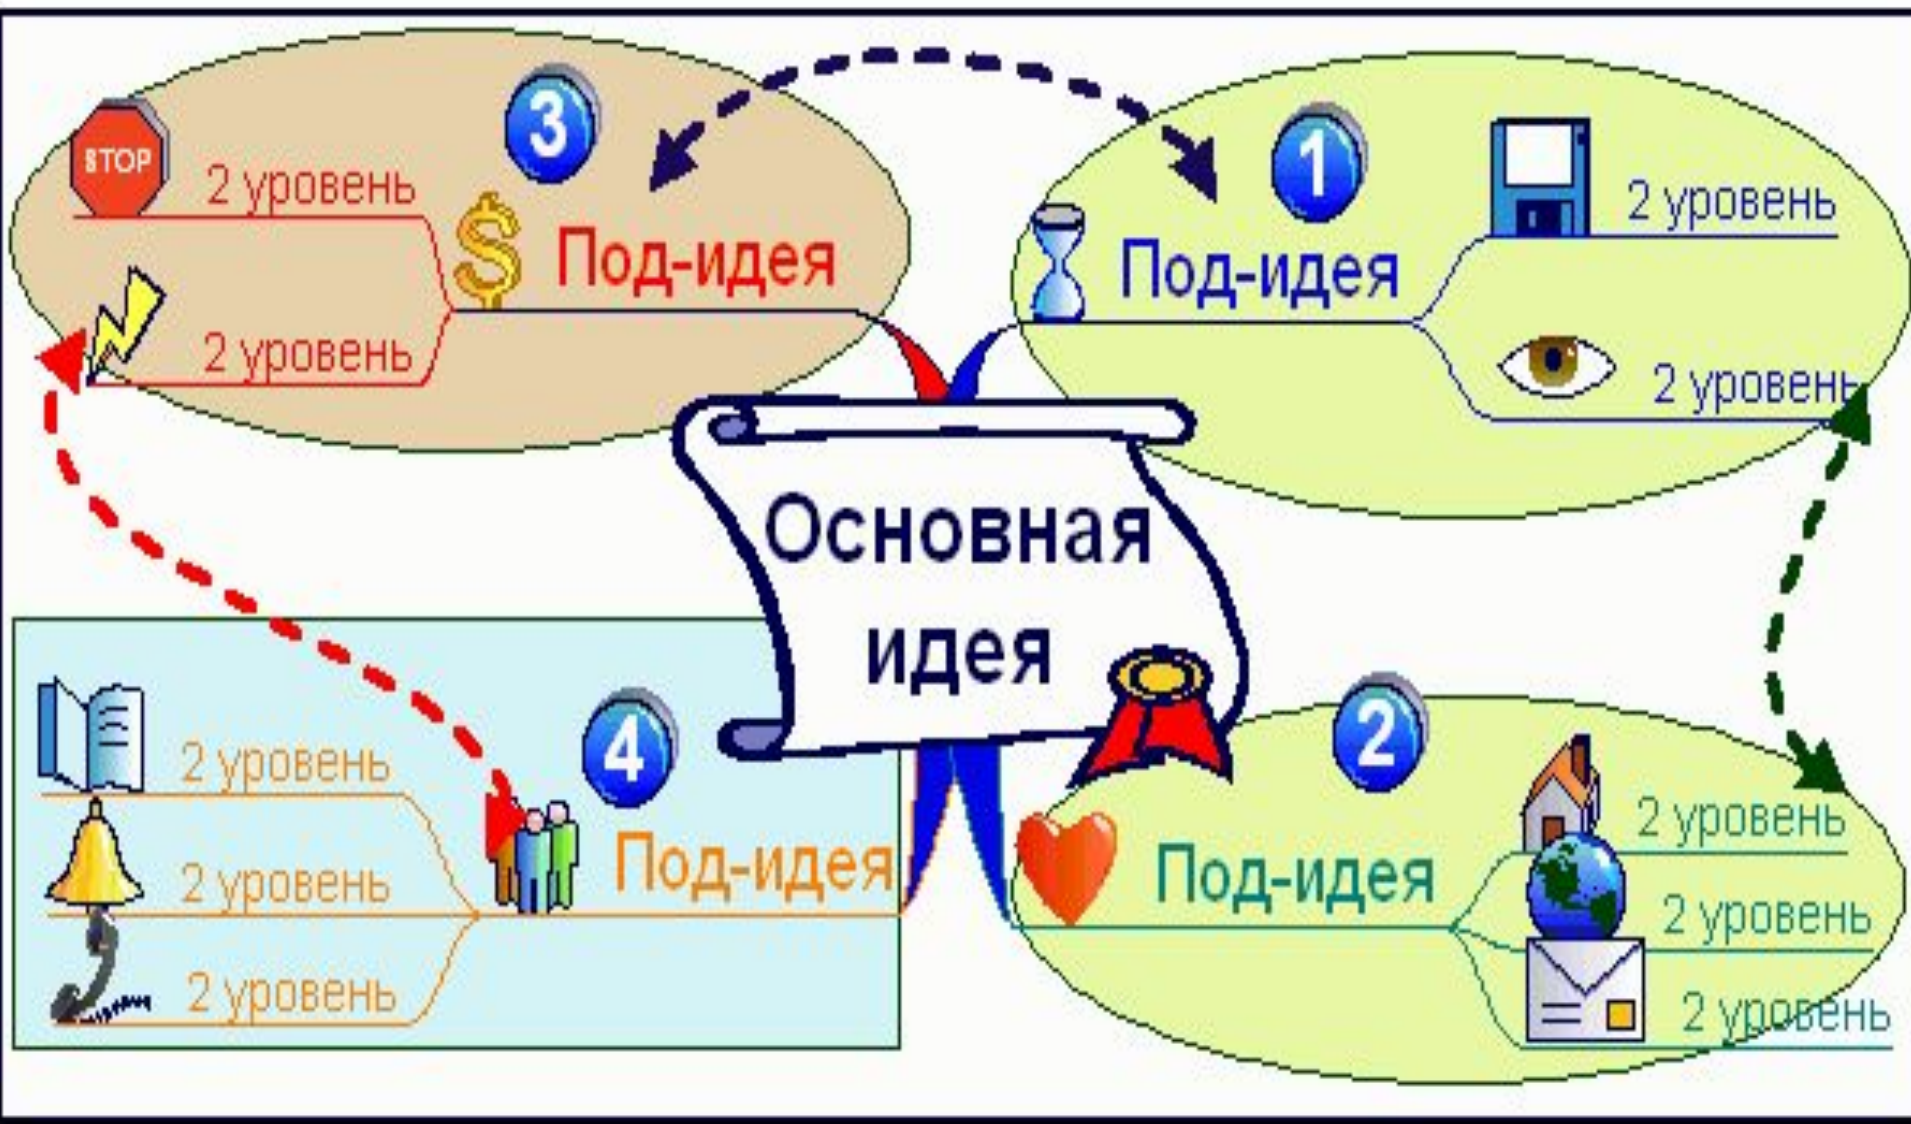 3
STOP
2 уровень
Под-идея
2 уровень
1
2 уровень
Под-идея
2 уровень
Основная
идея
4
2 уровень
Под-идея
2 уровень
2 уровень
2
2 уровень
Под-идея
2 уровень
2 уровень